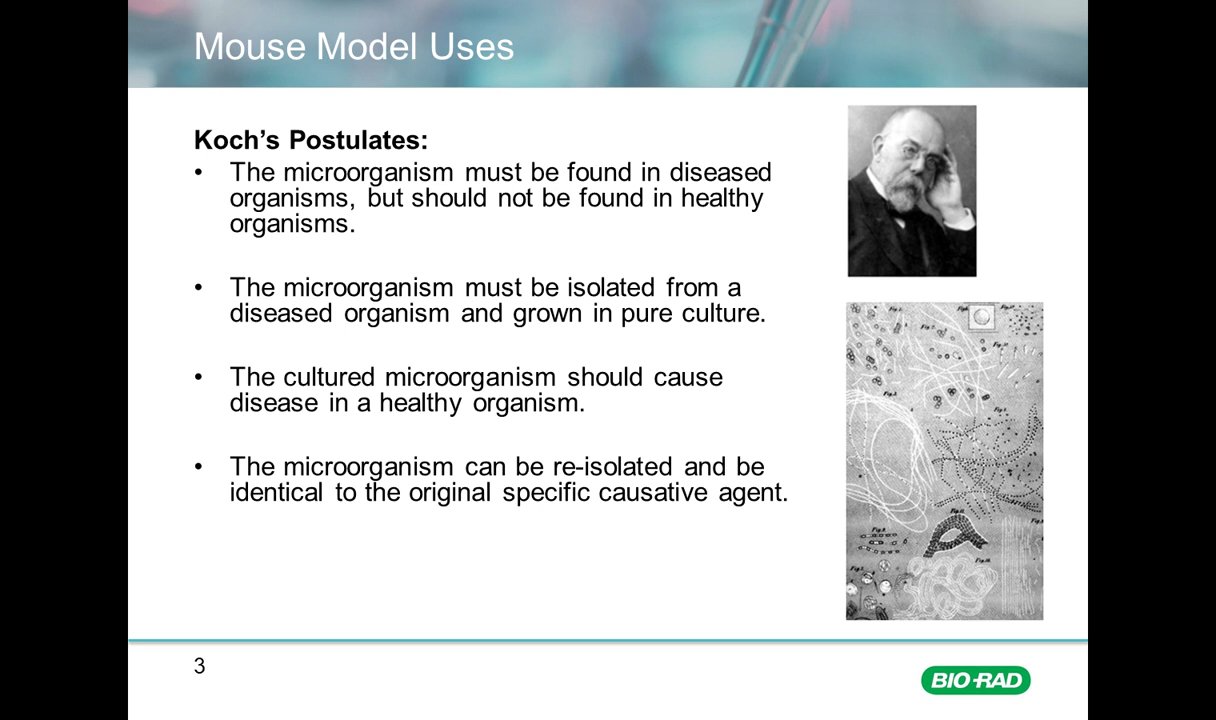 Mouse Model Uses
Koch's Postulates:
• The microorganism must be found in diseased
organisms, but should not be found in healthy
organisms.
• The microorganism must be isolated from a
diseased organism and grown in pure culture.
• The cultured microorganism should cause
disease in a healthy organism.
• The microorganism can be re-isolated and be
identical to the original specific causative agent.
3
BIO-RAD